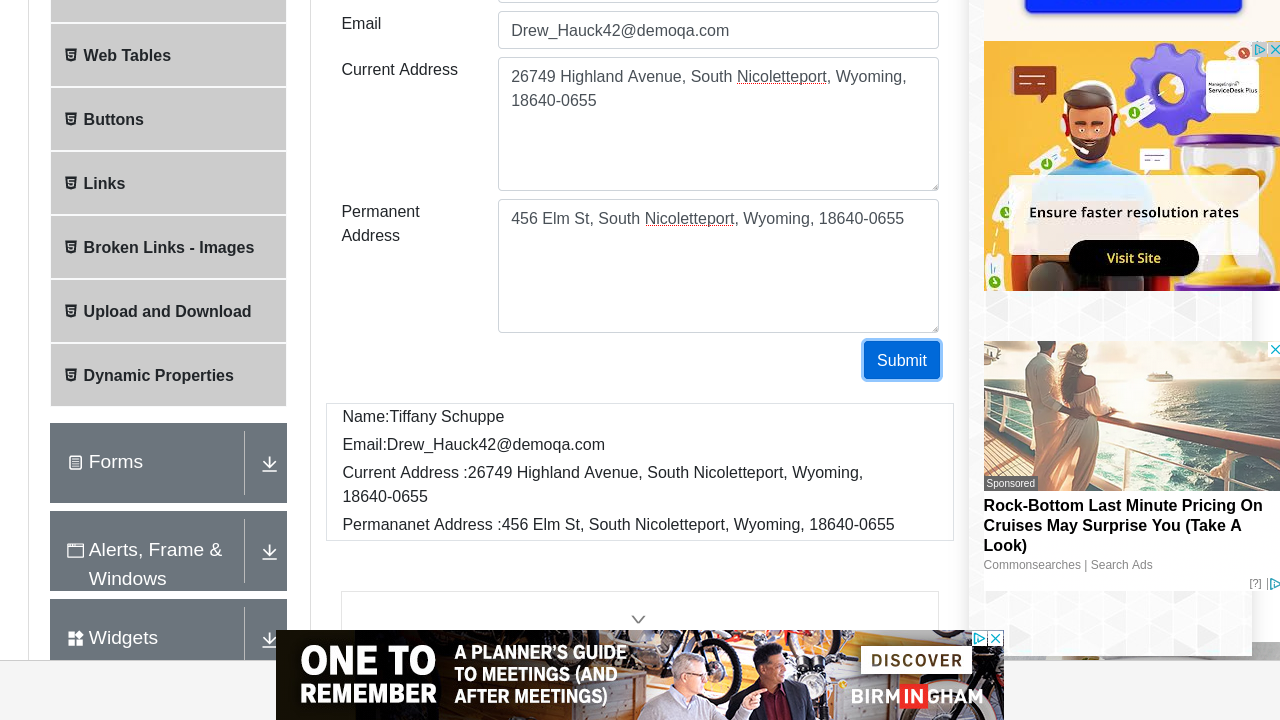 Email
Drew_Hauck42@demoqa.com
Current Address
26749 Highland Avenue, South Nicoletteport, Wyoming,
18640-0655
Permanent
Address
456 Elm St, South Nicoletteport, Wyoming, 18640-0655
Submit
Name:Tiffany Schuppe
Email:Drew_Hauck42@demoqa.com
Current Address :26749 Highland Avenue, South Nicoletteport, Wyoming,
18640-0655
Permananet Address :456 Elm St, South Nicoletteport, Wyoming, 18640-0655
Web Tables
Buttons
Links
Broken Links - Images
Upload and Download
Dynamic Properties
Forms
Alerts, Frame &
Windows
Widgets
ManageEngine
ServiceDesk Plus
Ensure faster resolution rates
Visit Site
Sponsored
Rock-Bottom Last Minute Pricing On
Cruises May Surprise You (Take A
Look)
Commonsearches | Search Ads
[?]
ONE TO
REMEMBER
A PLANNER'S GUIDE
TO MEETINGS (AND
AFTER MEETINGS)
DISCOVER
BIRMINGHAM